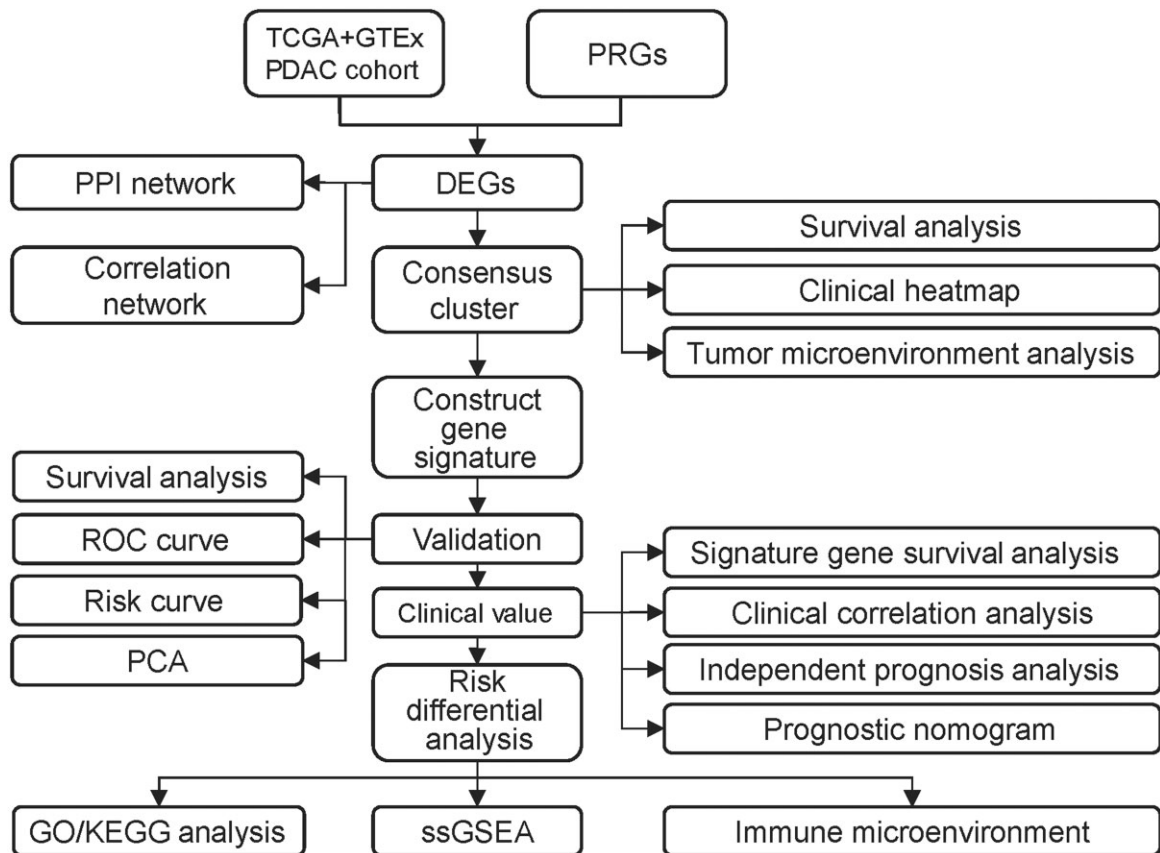 TCGA+GTEx
PDAC cohort
PRGs
PPI network
DEGs
Correlation
network
Consensus
cluster
Survival analysis
Clinical heatmap
Tumor microenvironment analysis
Construct
gene
signature
Survival analysis
ROC curve
Risk curve
PCA
Validation
Clinical value
Signature gene survival analysis
Clinical correlation analysis
Independent prognosis analysis
Prognostic nomogram
Risk
differential
analysis
GO/KEGG analysis
ssGSEA
Immune microenvironment